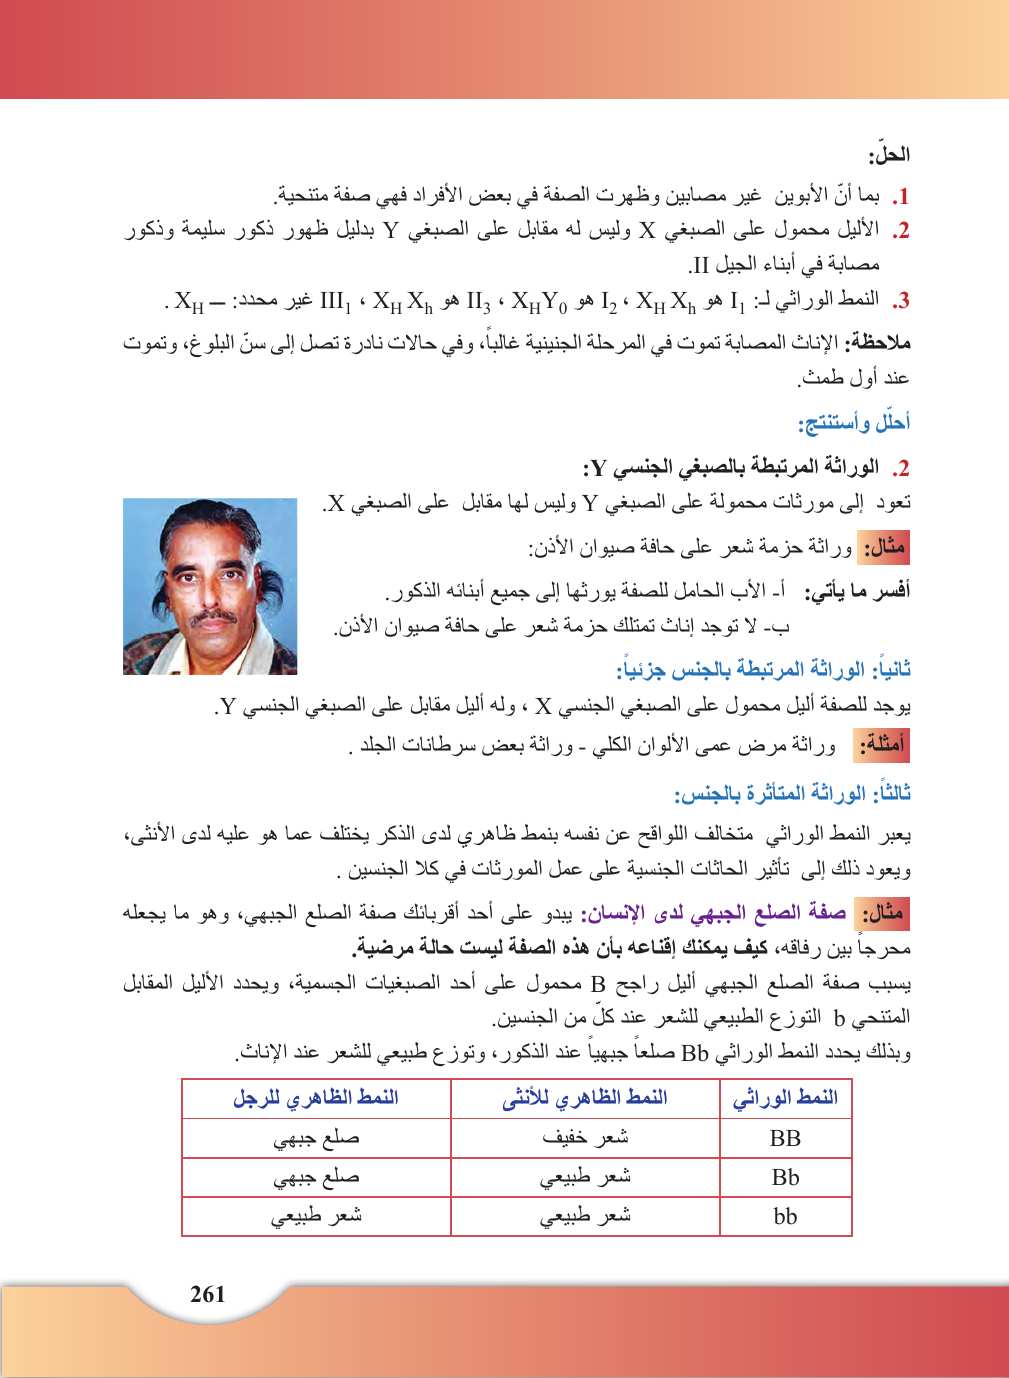 الحلّ:
1. بما أنّ الأبوين غير مصابين وظهرت الصفة في بعض الأفراد فهي صفة متنحية.
2. الأليل محمول على الصبغي X وليس له مقابل على الصبغي Y بدليل ظهور ذكور سليمة وذكور
مصابة في أبناء الجيل II.
3. النمط الوراثي لـ: I1 هو XH Xh ، I2 هو XHY0 ، II3 هو XH Xh ، III1 غير محدد: XH ــ .
ملاحظة: الإناث المصابة تموت في المرحلة الجنينية غالباً، وفي حالات نادرة تصل إلى سنّ البلوغ، وتموت
عند أول طمث.
أحلّل وأستنتج:
2. الوراثة المرتبطة بالصبغي الجنسي Y:
تعود إلى مورثات محمولة على الصبغي Y وليس لها مقابل على الصبغي X.
مثال: وراثة حزمة شعر على حافة صيوان الأذن:
أفسر ما يأتي: أ- الأب الحامل للصفة يورثها إلى جميع أبنائه الذكور.
ب- لا توجد إناث تمتلك حزمة شعر على حافة صيوان الأذن.
ثانياً: الوراثة المرتبطة بالجنس جزئياً:
يوجد للصفة أليل محمول على الصبغي الجنسي X ، وله أليل مقابل على الصبغي الجنسي Y.
أمثلة: وراثة مرض عمى الألوان الكلي - وراثة بعض سرطانات الجلد .
ثالثاً: الوراثة المتأثرة بالجنس:
يعبر النمط الوراثي متخالف اللواقح عن نفسه بنمط ظاهري لدى الذكر يختلف عما هو عليه لدى الأنثى،
ويعود ذلك إلى تأثير الحاثات الجنسية على عمل المورثات في كلا الجنسين .
مثال: صفة الصلع الجبهي لدى الإنسان: يبدو على أحد أقربائك صفة الصلع الجبهي، وهو ما يجعله
محرجاً بين رفاقه، كيف يمكنك إقناعه بأن هذه الصفة ليست حالة مرضية.
يسبب صفة الصلع الجبهي أليل راجح B محمول على أحد الصبغيات الجسمية، ويحدد الأليل المقابل
المتنحي b التوزع الطبيعي للشعر عند كلّ من الجنسين.
وبذلك يحدد النمط الوراثي Bb صلعاً جبهياً عند الذكور، وتوزع طبيعي للشعر عند الإناث.
النمط الوراثي النمط الظاهري للأنثى النمط الظاهري للرجل
BB شعر خفيف صلع جبهي
Bb شعر طبيعي صلع جبهي
bb شعر طبيعي شعر طبيعي
261